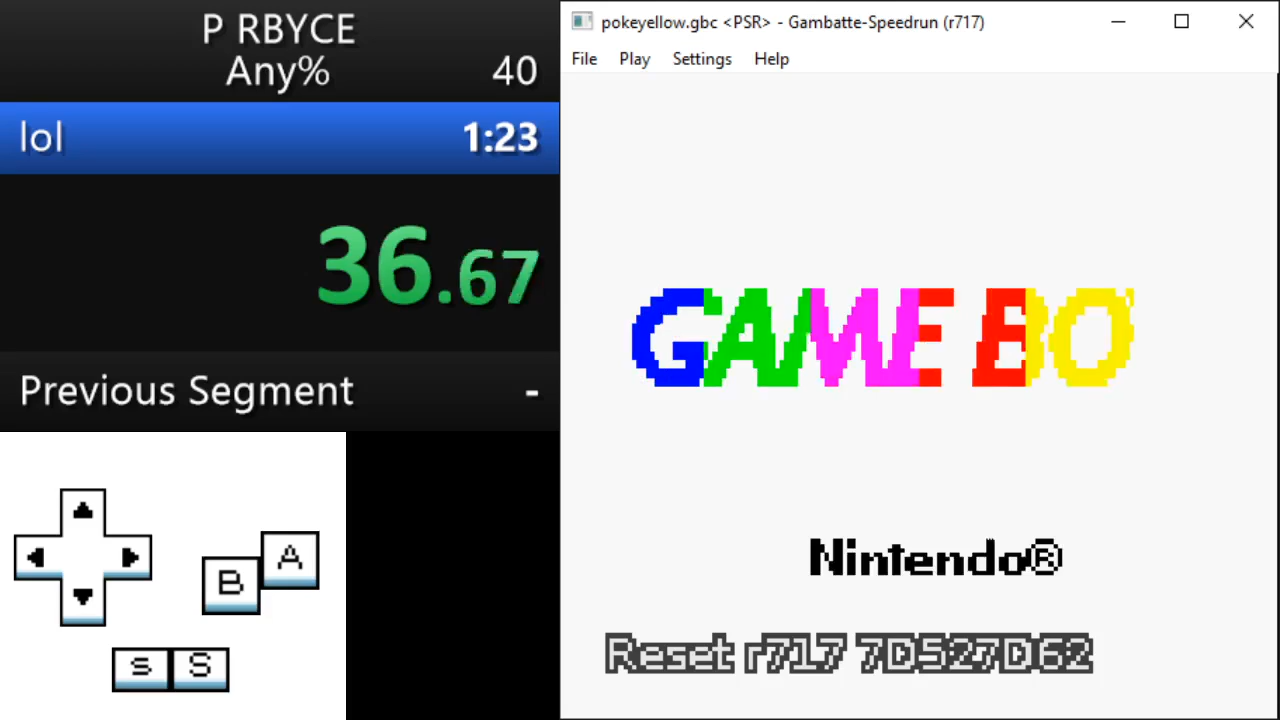 P RBYCE
Any% 40
lol 1:23
36.67
Previous Segment -
B A
s S
pokeyellow.gbc <PSR> - Gambatte-Speedrun (r717)
File Play Settings Help
GAME BO
Nintendo®
Reset r717 7D527D62